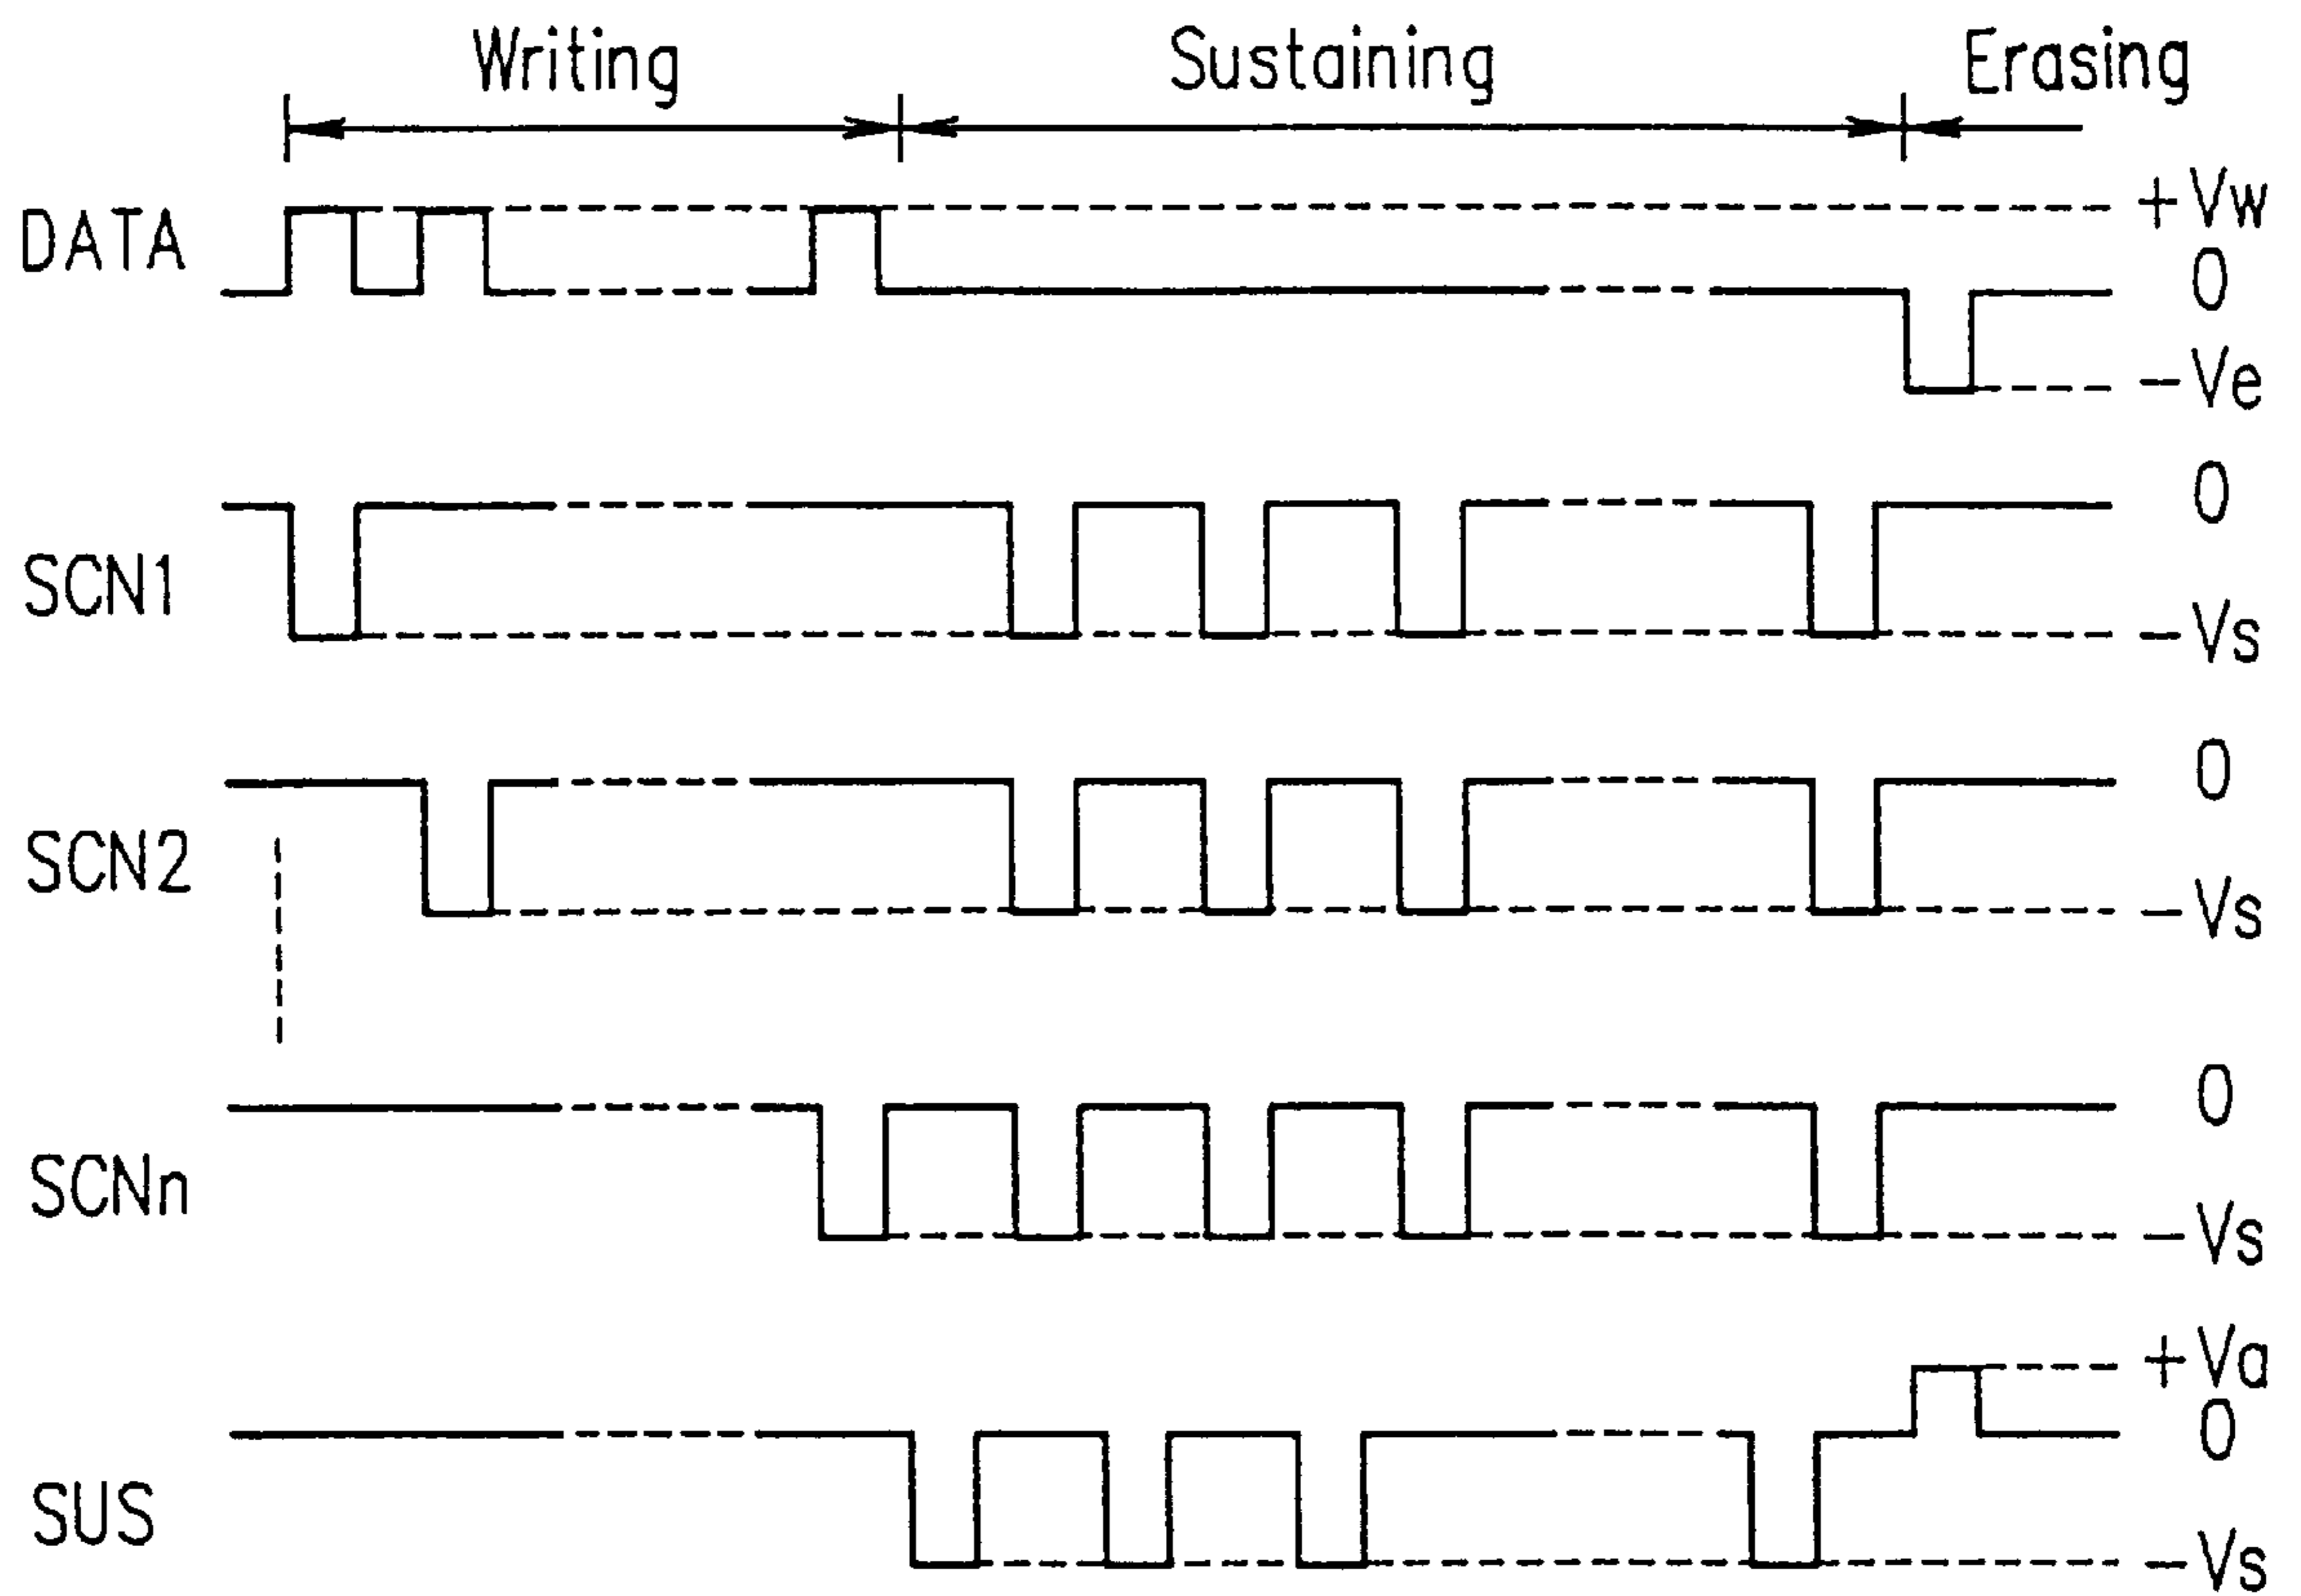 Writing Sustaining Erasing
DATA
+Vw
0
-Ve
SCN1
0
-Vs
SCN2
0
-Vs
SCNn
0
-Vs
SUS
+Va
0
-Vs